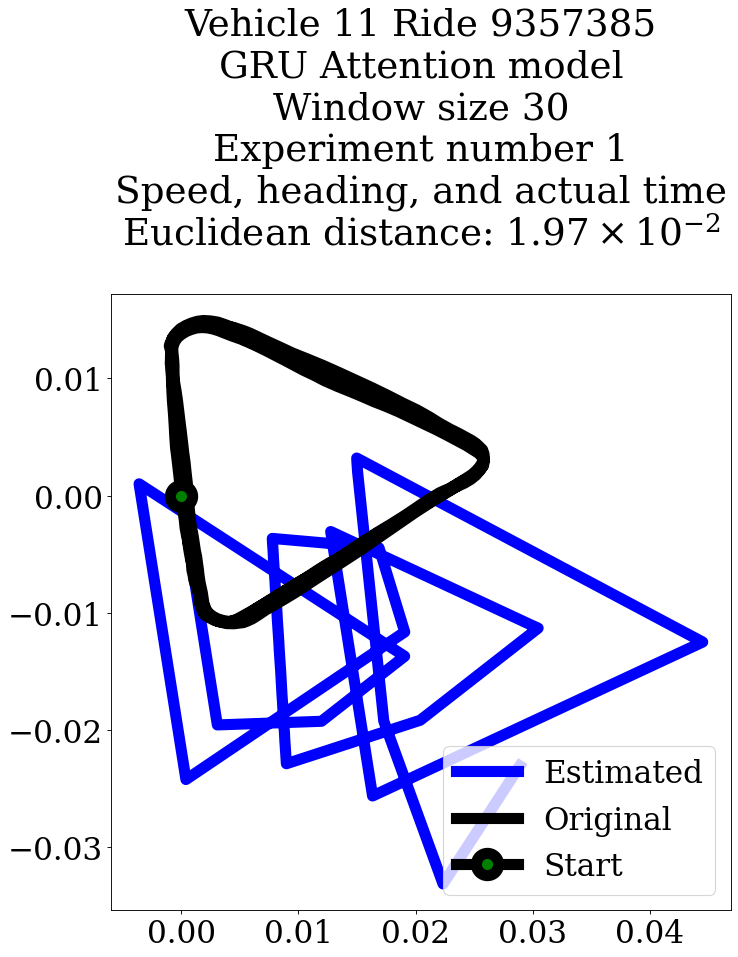 Vehicle 11 Ride 9357385
GRU Attention model
Window size 30
Experiment number 1
Speed, heading, and actual time
Euclidean distance: 1.97 × 10⁻²
0.01
0.00
−0.01
−0.02
−0.03
Estimated
Original
Start
0.00 0.01 0.02 0.03 0.04